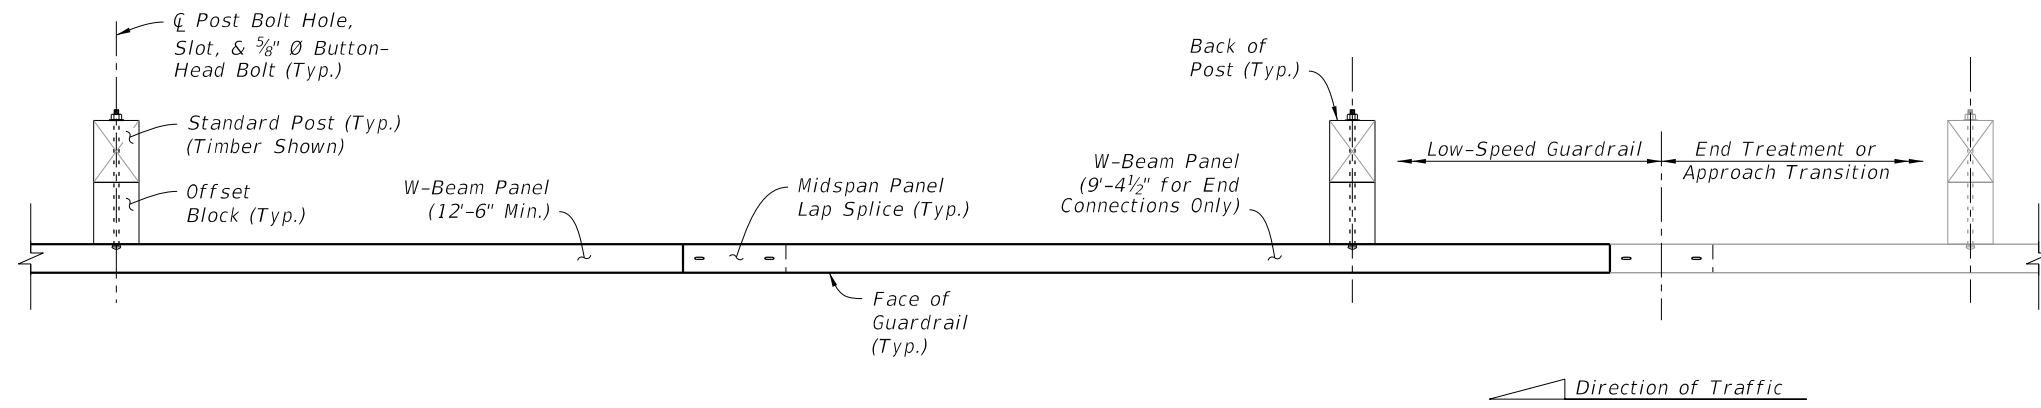 ℄ Post Bolt Hole,
Slot, & ⅝" Ø Button-
Head Bolt (Typ.)
Standard Post (Typ.)
(Timber Shown)
Offset
Block (Typ.)
W-Beam Panel
(12'-6" Min.)
Midspan Panel
Lap Splice (Typ.)
Face of
Guardrail
(Typ.)
W-Beam Panel
(9'-4½" for End
Connections Only)
Back of
Post (Typ.)
Low-Speed Guardrail
End Treatment or
Approach Transition
Direction of Traffic